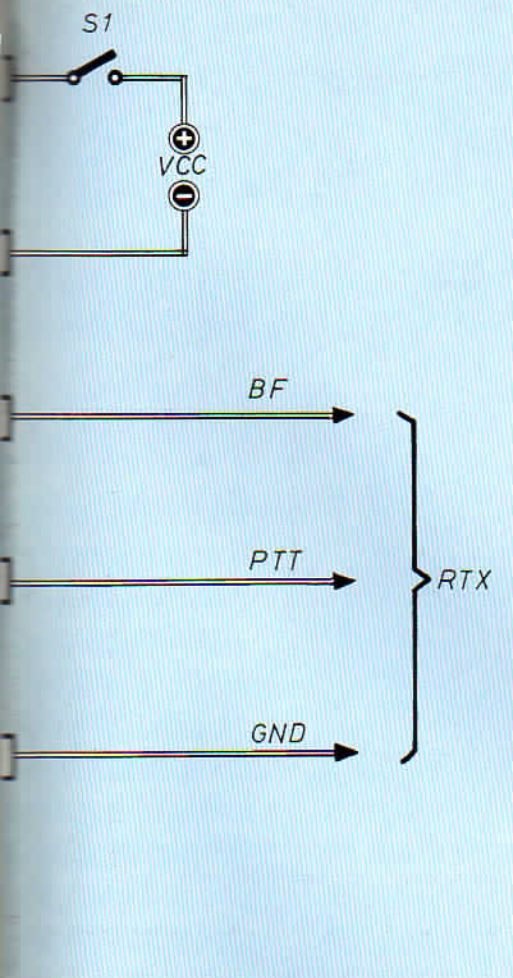 S1
+
VCC
-
BF
PTT
RTX
GND